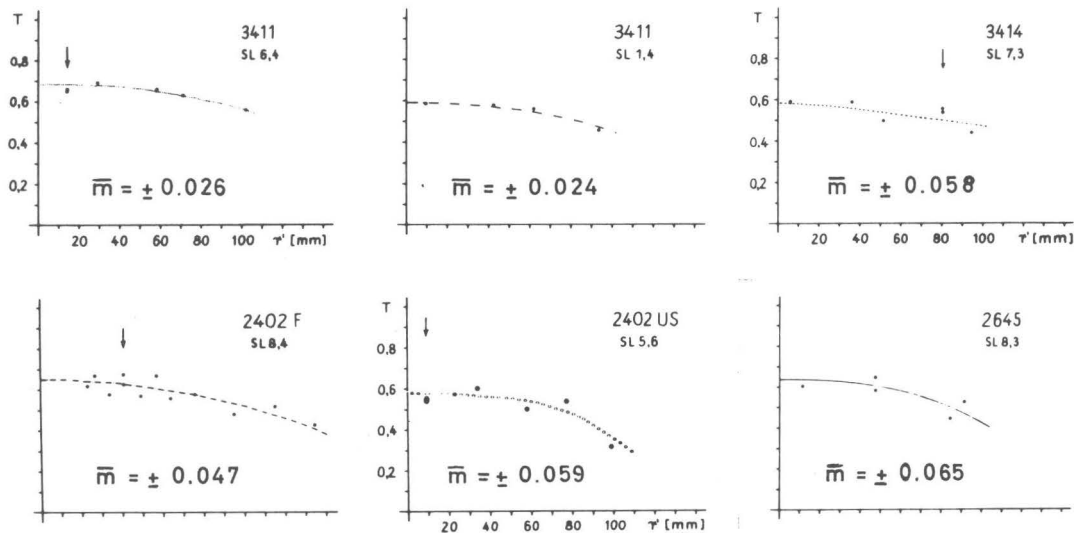 T
3411
SL 6,4
0,8
0,6
0,4
0,2
m̅ = ± 0.026
20 40 60 80 100 r' [mm]
3411
SL 1,4
m̅ = ± 0.024
T
3414
SL 7,3
0,8
0,6
0,4
0,2
m̅ = ± 0.058
20 40 60 80 100 r' [mm]
2402 F
SL 8,4
m̅ = ± 0.047
T
2402 US
SL 5,6
0,8
0,6
0,4
0,2
m̅ = ± 0.059
20 40 60 80 100 r' [mm]
2645
SL 8,3
m̅ = ± 0.065